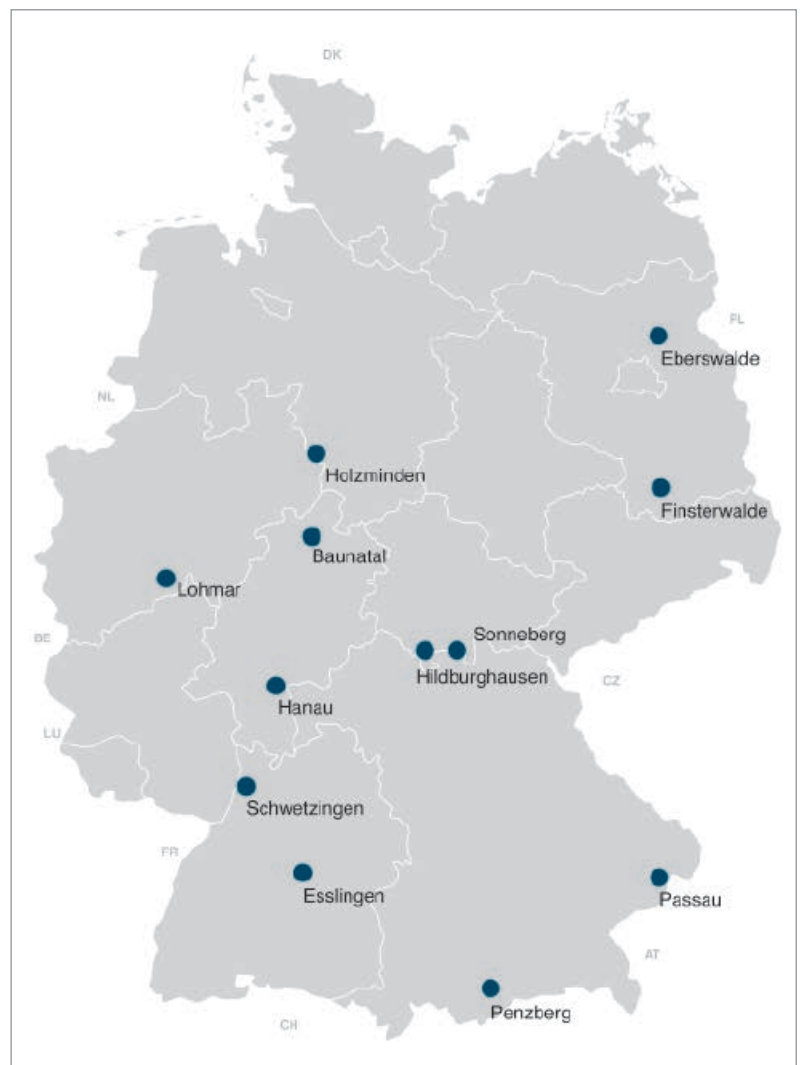 DK
PL
Eberswalde
NL
Holzminden
Finsterwalde
Baunatal
Lohmar
BE
Sonneberg
Hildburghausen
CZ
Hanau
LU
Schwetzingen
FR
Esslingen
Passau
AT
Penzberg
CH